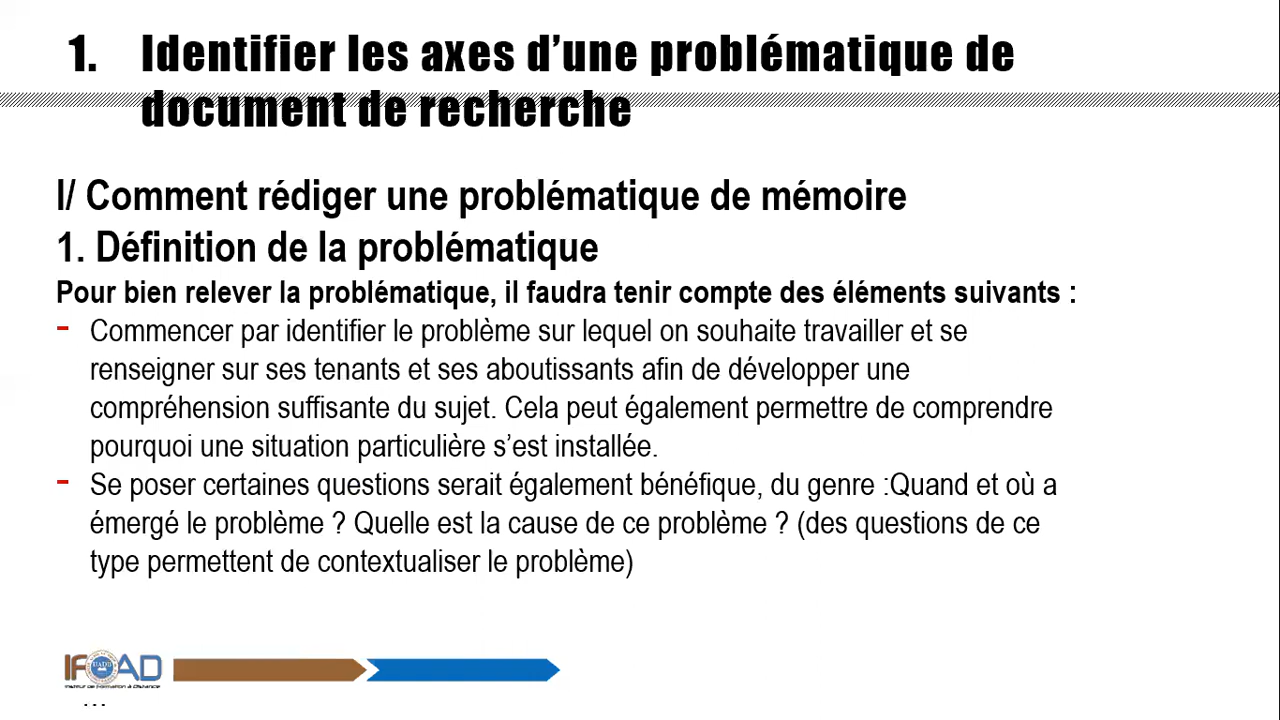 1. Identifier les axes d’une problématique de
document de recherche
I/ Comment rédiger une problématique de mémoire
1. Définition de la problématique
Pour bien relever la problématique, il faudra tenir compte des éléments suivants :
- Commencer par identifier le problème sur lequel on souhaite travailler et se
renseigner sur ses tenants et ses aboutissants afin de développer une
compréhension suffisante du sujet. Cela peut également permettre de comprendre
pourquoi une situation particulière s’est installée.
- Se poser certaines questions serait également bénéfique, du genre :Quand et où a
émergé le problème ? Quelle est la cause de ce problème ? (des questions de ce
type permettent de contextualiser le problème)
IFOAD
Institut de Formation à Distance
...